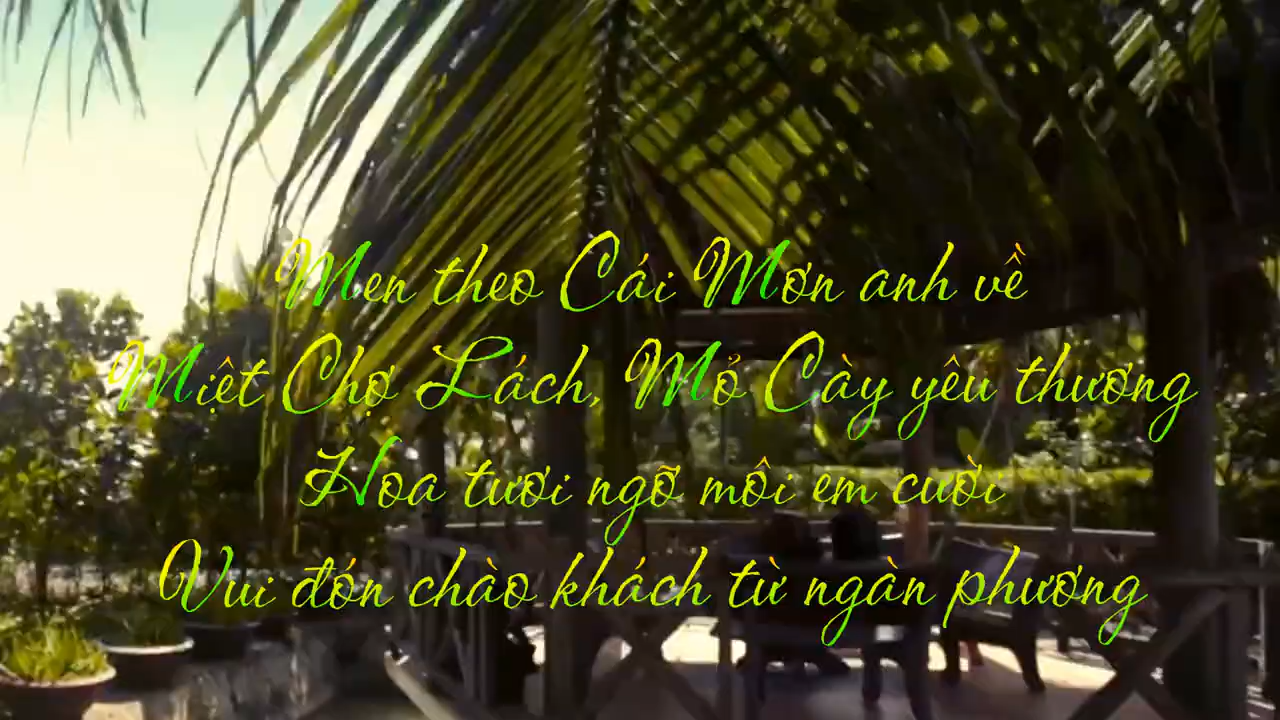 Men theo Cái Mơn anh về
Miệt Chợ Lách, Mỏ Cày yêu thương
Hoa tươi ngỡ môi em cười
Vui đón chào khách từ ngàn phương